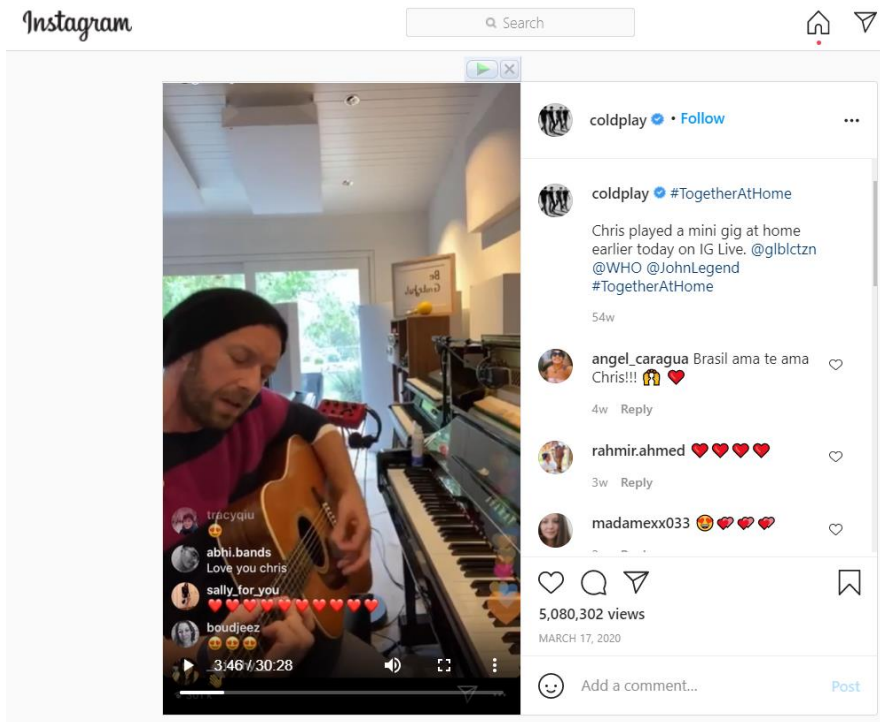 Instagram
Search
coldplay • Follow
coldplay #TogetherAtHome
Chris played a mini gig at home
earlier today on IG Live. @glblctzn
@WHO @JohnLegend
#TogetherAtHome
54w
angel_caragua Brasil ama te ama
Chris!!! 🙌 ❤️
4w Reply
rahmir.ahmed ❤️ ❤️ ❤️ ❤️
3w Reply
madamexx033 😍 💕 💕 💕
5,080,302 views
MARCH 17, 2020
Add a comment...
Post
Be
Grateful
tracyqiu
😍
abhi.bands
Love you chris
sally_for_you
❤️❤️❤️❤️❤️❤️❤️❤️❤️❤️
boudjeez
😍😍😍
3:46 / 30:28